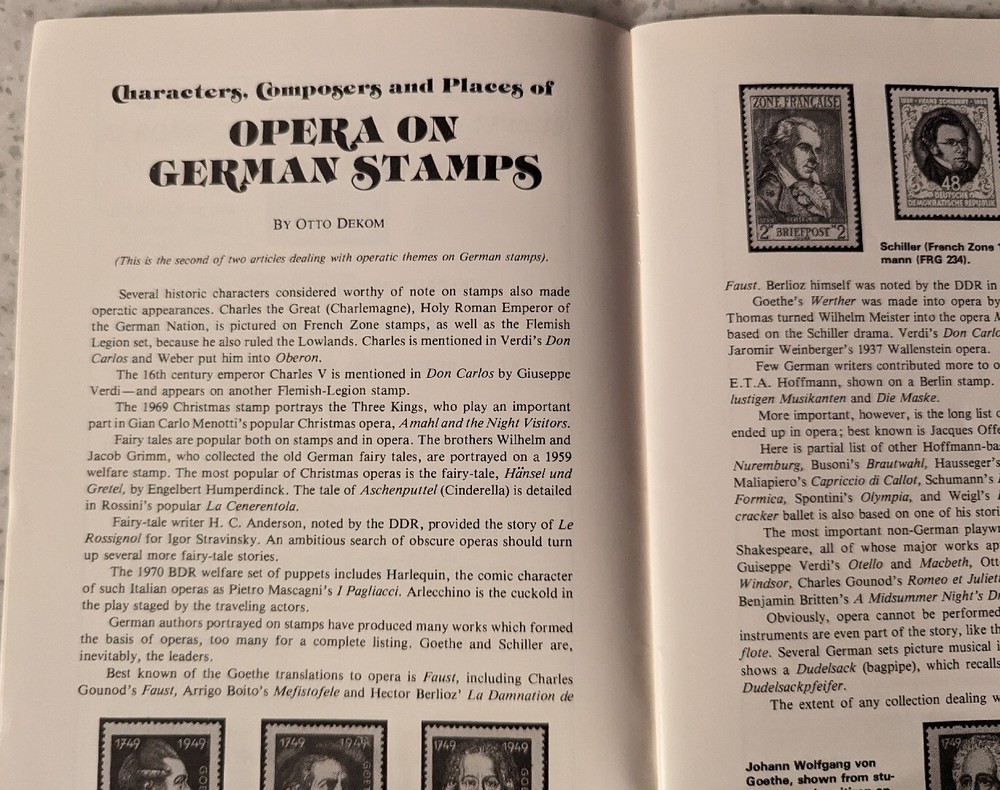 Characters, Composers and Places of
OPERA ON
GERMAN STAMPS
BY OTTO DEKOM
(This is the second of two articles dealing with operatic themes on German stamps).
Several historic characters considered worthy of note on stamps also made
operatic appearances. Charles the Great (Charlemagne), Holy Roman Emperor of
the German Nation, is pictured on French Zone stamps, as well as the Flemish
Legion set, because he also ruled the Lowlands. Charles is mentioned in Verdi's Don
Carlos and Weber put him into Oberon.
The 16th century emperor Charles V is mentioned in Don Carlos by Giuseppe
Verdi—and appears on another Flemish-Legion stamp.
The 1969 Christmas stamp portrays the Three Kings, who play an important
part in Gian Carlo Menotti's popular Christmas opera, Amahl and the Night Visitors.
Fairy tales are popular both on stamps and in opera. The brothers Wilhelm and
Jacob Grimm, who collected the old German fairy tales, are portrayed on a 1959
welfare stamp. The most popular of Christmas operas is the fairy-tale, Hänsel und
Gretel, by Engelbert Humperdinck. The tale of Aschenputtel (Cinderella) is detailed
in Rossini's popular La Cenerentola.
Fairy-tale writer H. C. Anderson, noted by the DDR, provided the story of Le
Rossignol for Igor Stravinsky. An ambitious search of obscure operas should turn
up several more fairy-tale stories.
The 1970 BDR welfare set of puppets includes Harlequin, the comic character
of such Italian operas as Pietro Mascagni's I Pagliacci. Arlecchino is the cuckold in
the play staged by the traveling actors.
German authors portrayed on stamps have produced many works which formed
the basis of operas, too many for a complete listing. Goethe and Schiller are,
inevitably, the leaders.
Best known of the Goethe translations to opera is Faust, including Charles
Gounod's Faust, Arrigo Boito's Mefistofele and Hector Berlioz' La Damnation de
1749 1949
1749 1949
1749 1949
ZONE FRANÇAISE
2 BRIEFPOST 2
FRANZ SCHUBERT
48
DEUTSCHE
DEMOKRATISCHE REPUBLIK
Schiller (French Zone
mann (FRG 234).
Faust. Berlioz himself was noted by the DDR in
Goethe's Werther was made into opera by
Thomas turned Wilhelm Meister into the opera
based on the Schiller drama. Verdi's Don
Jaromir Weinberger's 1937 Wallenstein opera.
Few German writers contributed more to
E.T.A. Hoffmann, shown on a Berlin stamp.
lustigen Musikanten and Die Maske.
More important, however, is the long list
ended up in opera; best known is Jacques
Here is partial list of other
Nuremburg, Busoni's Brautwahl, Hausseger's
Maliapiero's Capriccio di Callot, Schumann's
Formica, Spontini's Olympia, and Weigl's
cracker ballet is also based on one of his
The most important non-German
Shakespeare, all of whose major works
Guiseppe Verdi's Otello and Macbeth,
Windsor, Charles Gounod's Romeo et
Benjamin Britten's A Midsummer Night's
Obviously, opera cannot be performed
instruments are even part of the story, like
flote. Several German sets picture musical
shows a Dudelsack (bagpipe), which recalls
Dudelsackpfeifer.
The extent of any collection dealing
Johann Wolfgang von
Goethe, shown from stu-
1749